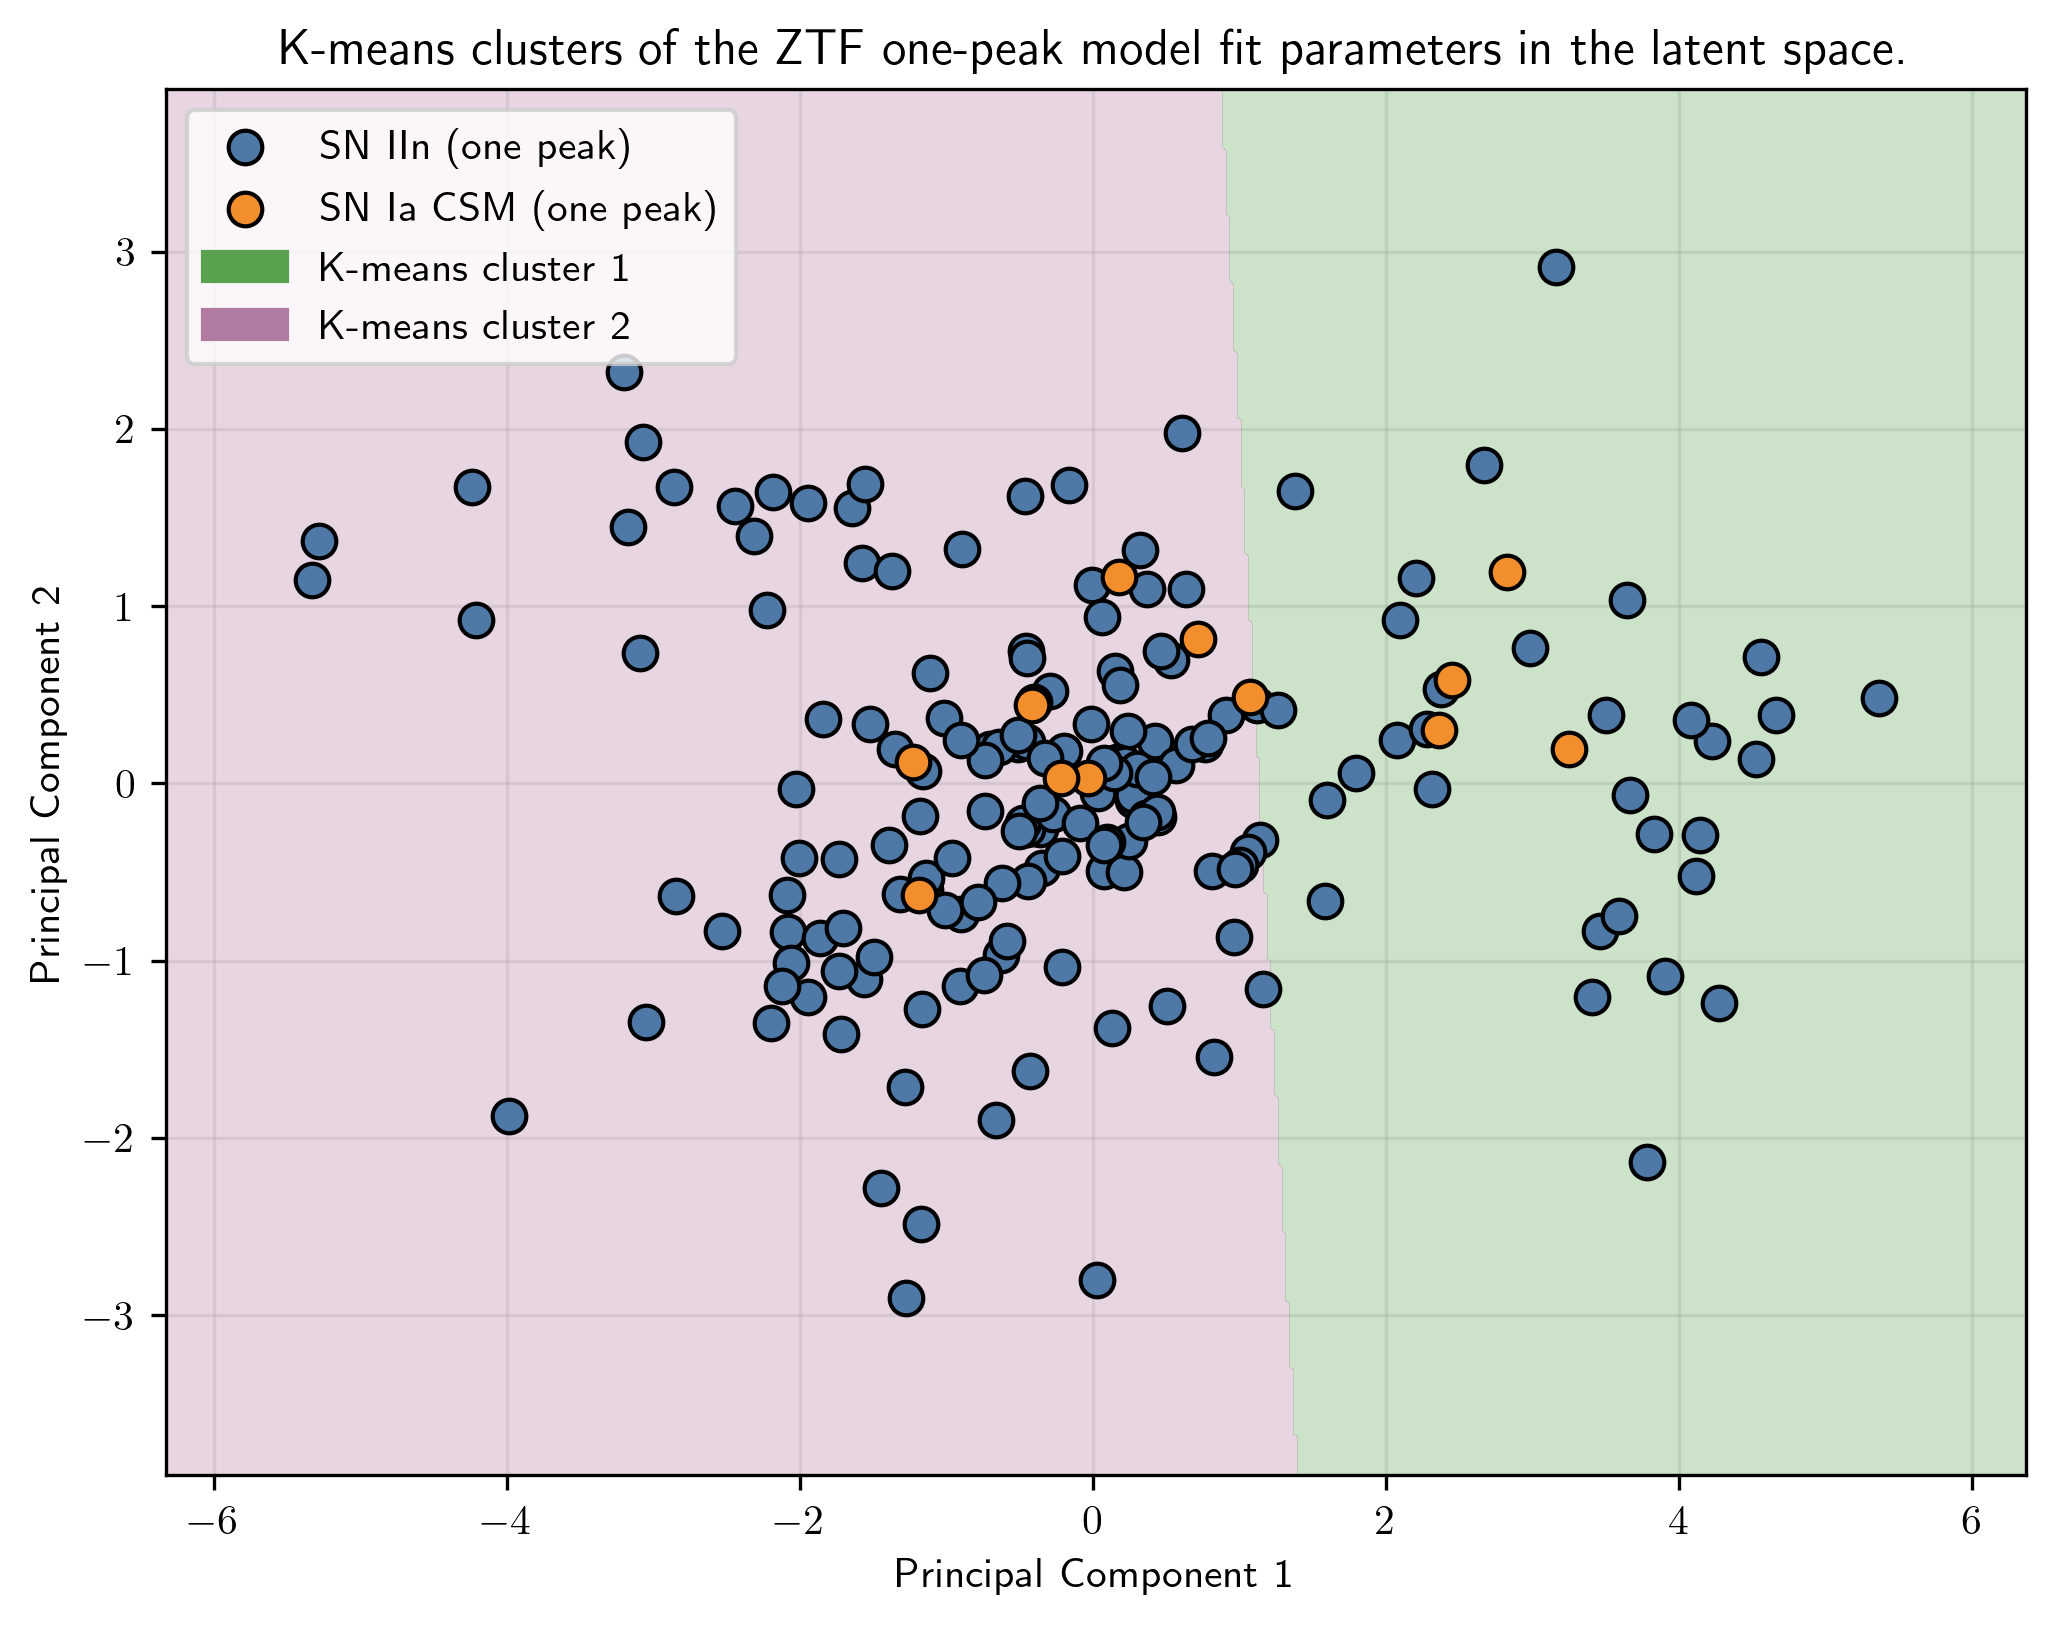 K-means clusters of the ZTF one-peak model fit parameters in the latent space.
SN IIn (one peak)
SN Ia CSM (one peak)
K-means cluster 1
K-means cluster 2
3
2
1
0
−1
−2
−3
Principal Component 2
−6
−4
−2
0
2
4
6
Principal Component 1